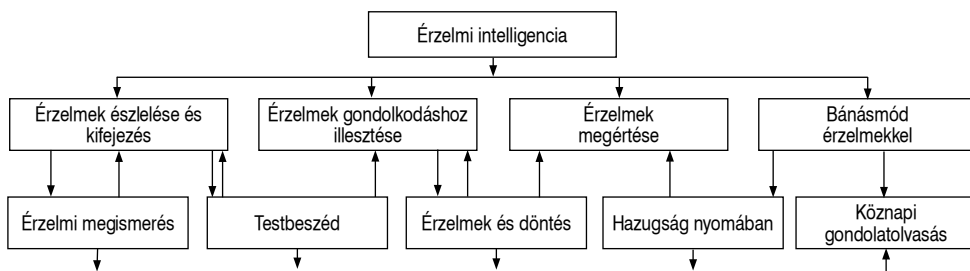 Érzelmi intelligencia
Érzelmek észlelése és
kifejezés
Érzelmek gondolkodáshoz
illesztése
Érzelmek
megértése
Bánásmód
érzelmekkel
Érzelmi megismerés
Testbeszéd
Érzelmek és döntés
Hazugság nyomában
Köznapi
gondolatolvasás